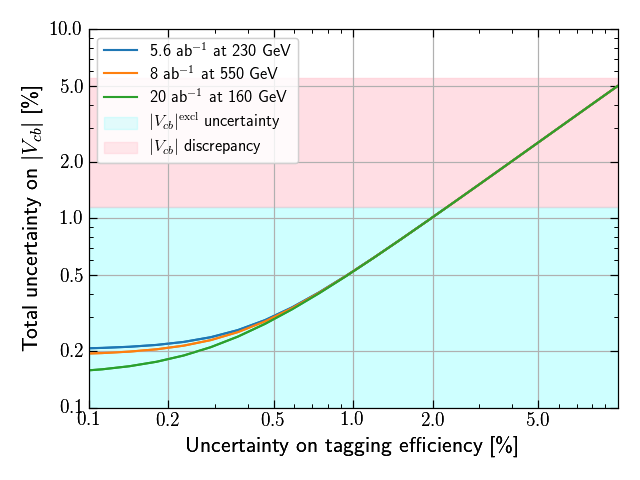 10.0
5.0
2.0
1.0
0.5
0.2
0.1
Total uncertainty on |V_cb| [%]
5.6 ab⁻¹ at 230 GeV
8 ab⁻¹ at 550 GeV
20 ab⁻¹ at 160 GeV
|V_cb|^excl uncertainty
|V_cb| discrepancy
0.1 0.2 0.5 1.0 2.0 5.0
Uncertainty on tagging efficiency [%]